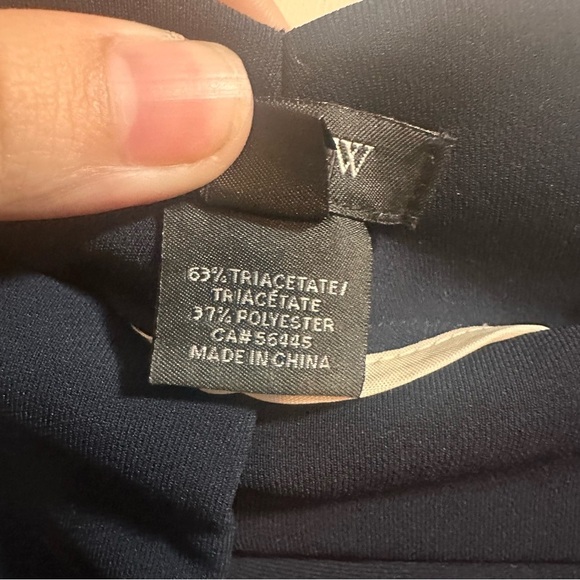 W
63% TRIACETATE/
TRIACÉTATE
37% POLYESTER
CA# 56445
MADE IN CHINA